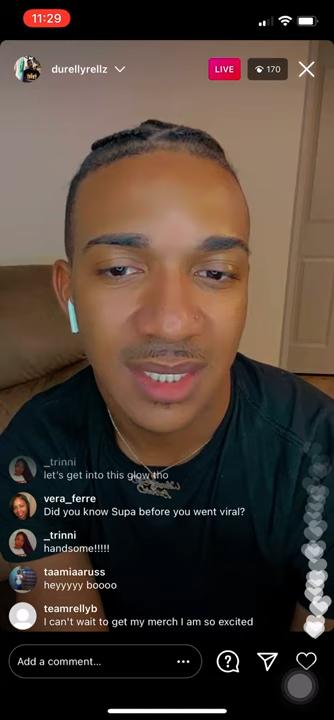 11:29
durellyrellz
LIVE
170
_trinni
let's get into this glow tho
vera_ferre
Did you know Supa before you went viral?
_trinni
handsome!!!!!
taamiaaruss
heyyyyy boooo
teamrellyb
I can't wait to get my merch I am so excited
Add a comment...